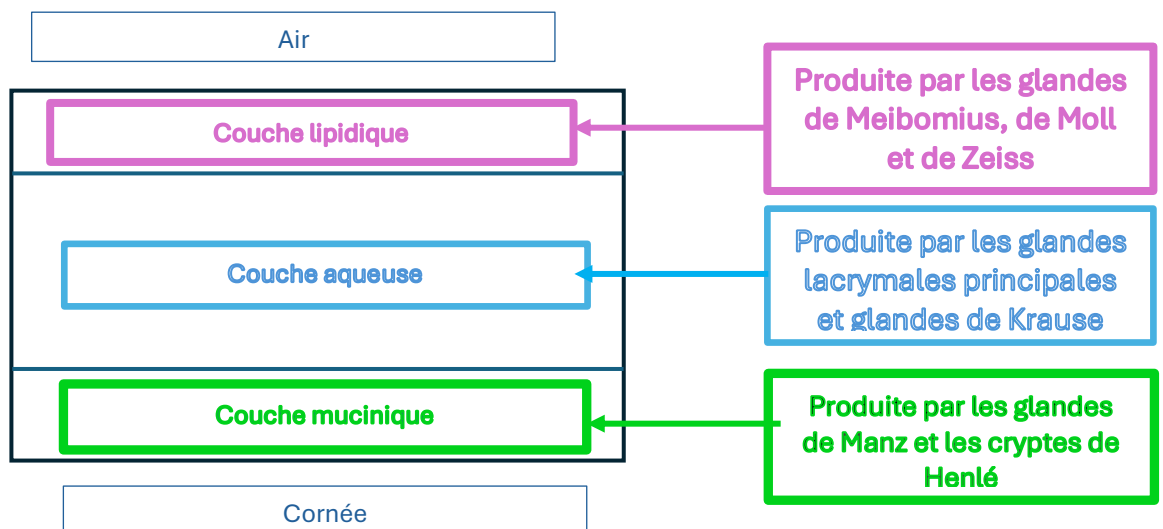 Air
Couche lipidique
Produite par les glandes
de Meibomius, de Moll
et de Zeiss
Couche aqueuse
Produite par les glandes
lacrymales principales
et glandes de Krause
Couche mucinique
Produite par les glandes
de Manz et les cryptes de
Henlé
Cornée